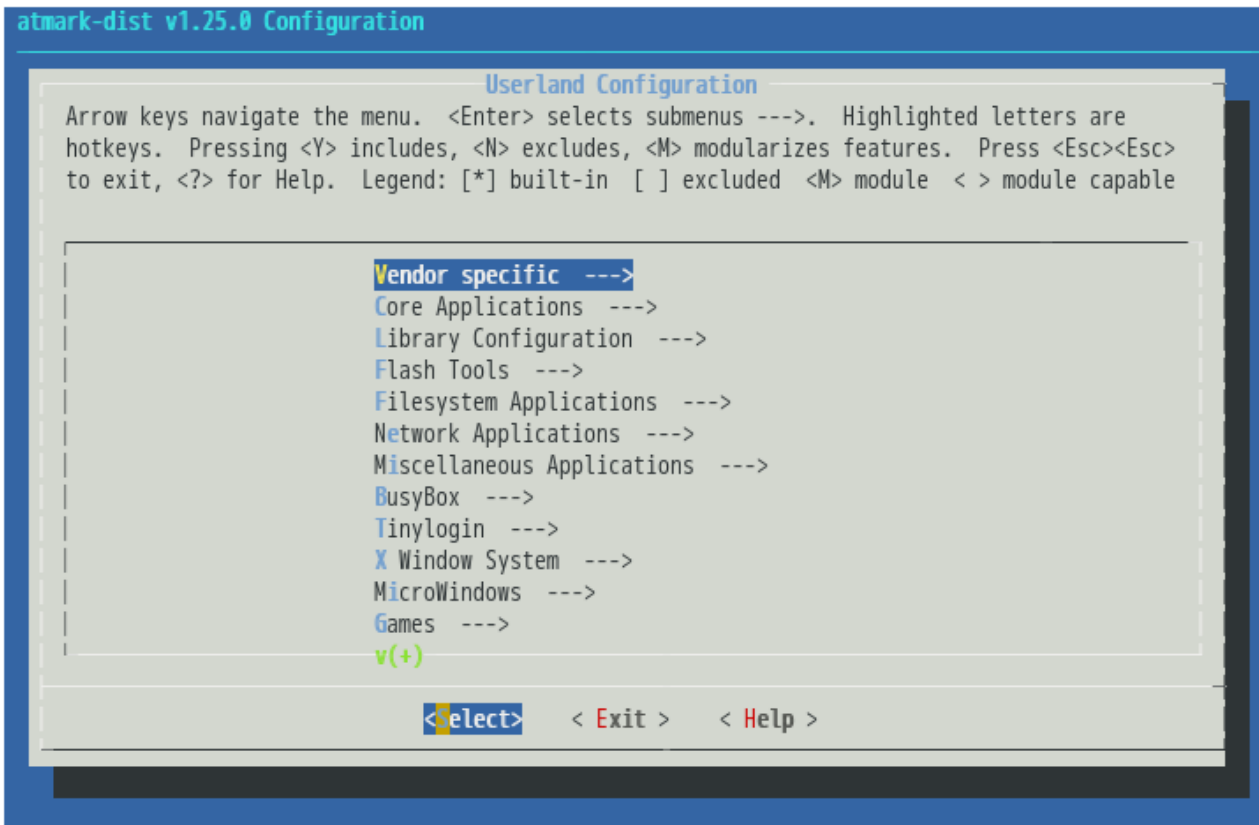 atmark-dist v1.25.0 Configuration
Userland Configuration
Arrow keys navigate the menu.  <Enter> selects submenus --->.  Highlighted letters are
hotkeys.  Pressing <Y> includes, <N> excludes, <M> modularizes features.  Press <Esc><Esc>
to exit, <?> for Help.  Legend: [*] built-in  [ ] excluded  <M> module  < > module capable
Vendor specific  --->
Core Applications  --->
Library Configuration  --->
Flash Tools  --->
Filesystem Applications  --->
Network Applications  --->
Miscellaneous Applications  --->
BusyBox  --->
Tinylogin  --->
X Window System  --->
MicroWindows  --->
Games  --->
v(+)
<Select>    < Exit >    < Help >